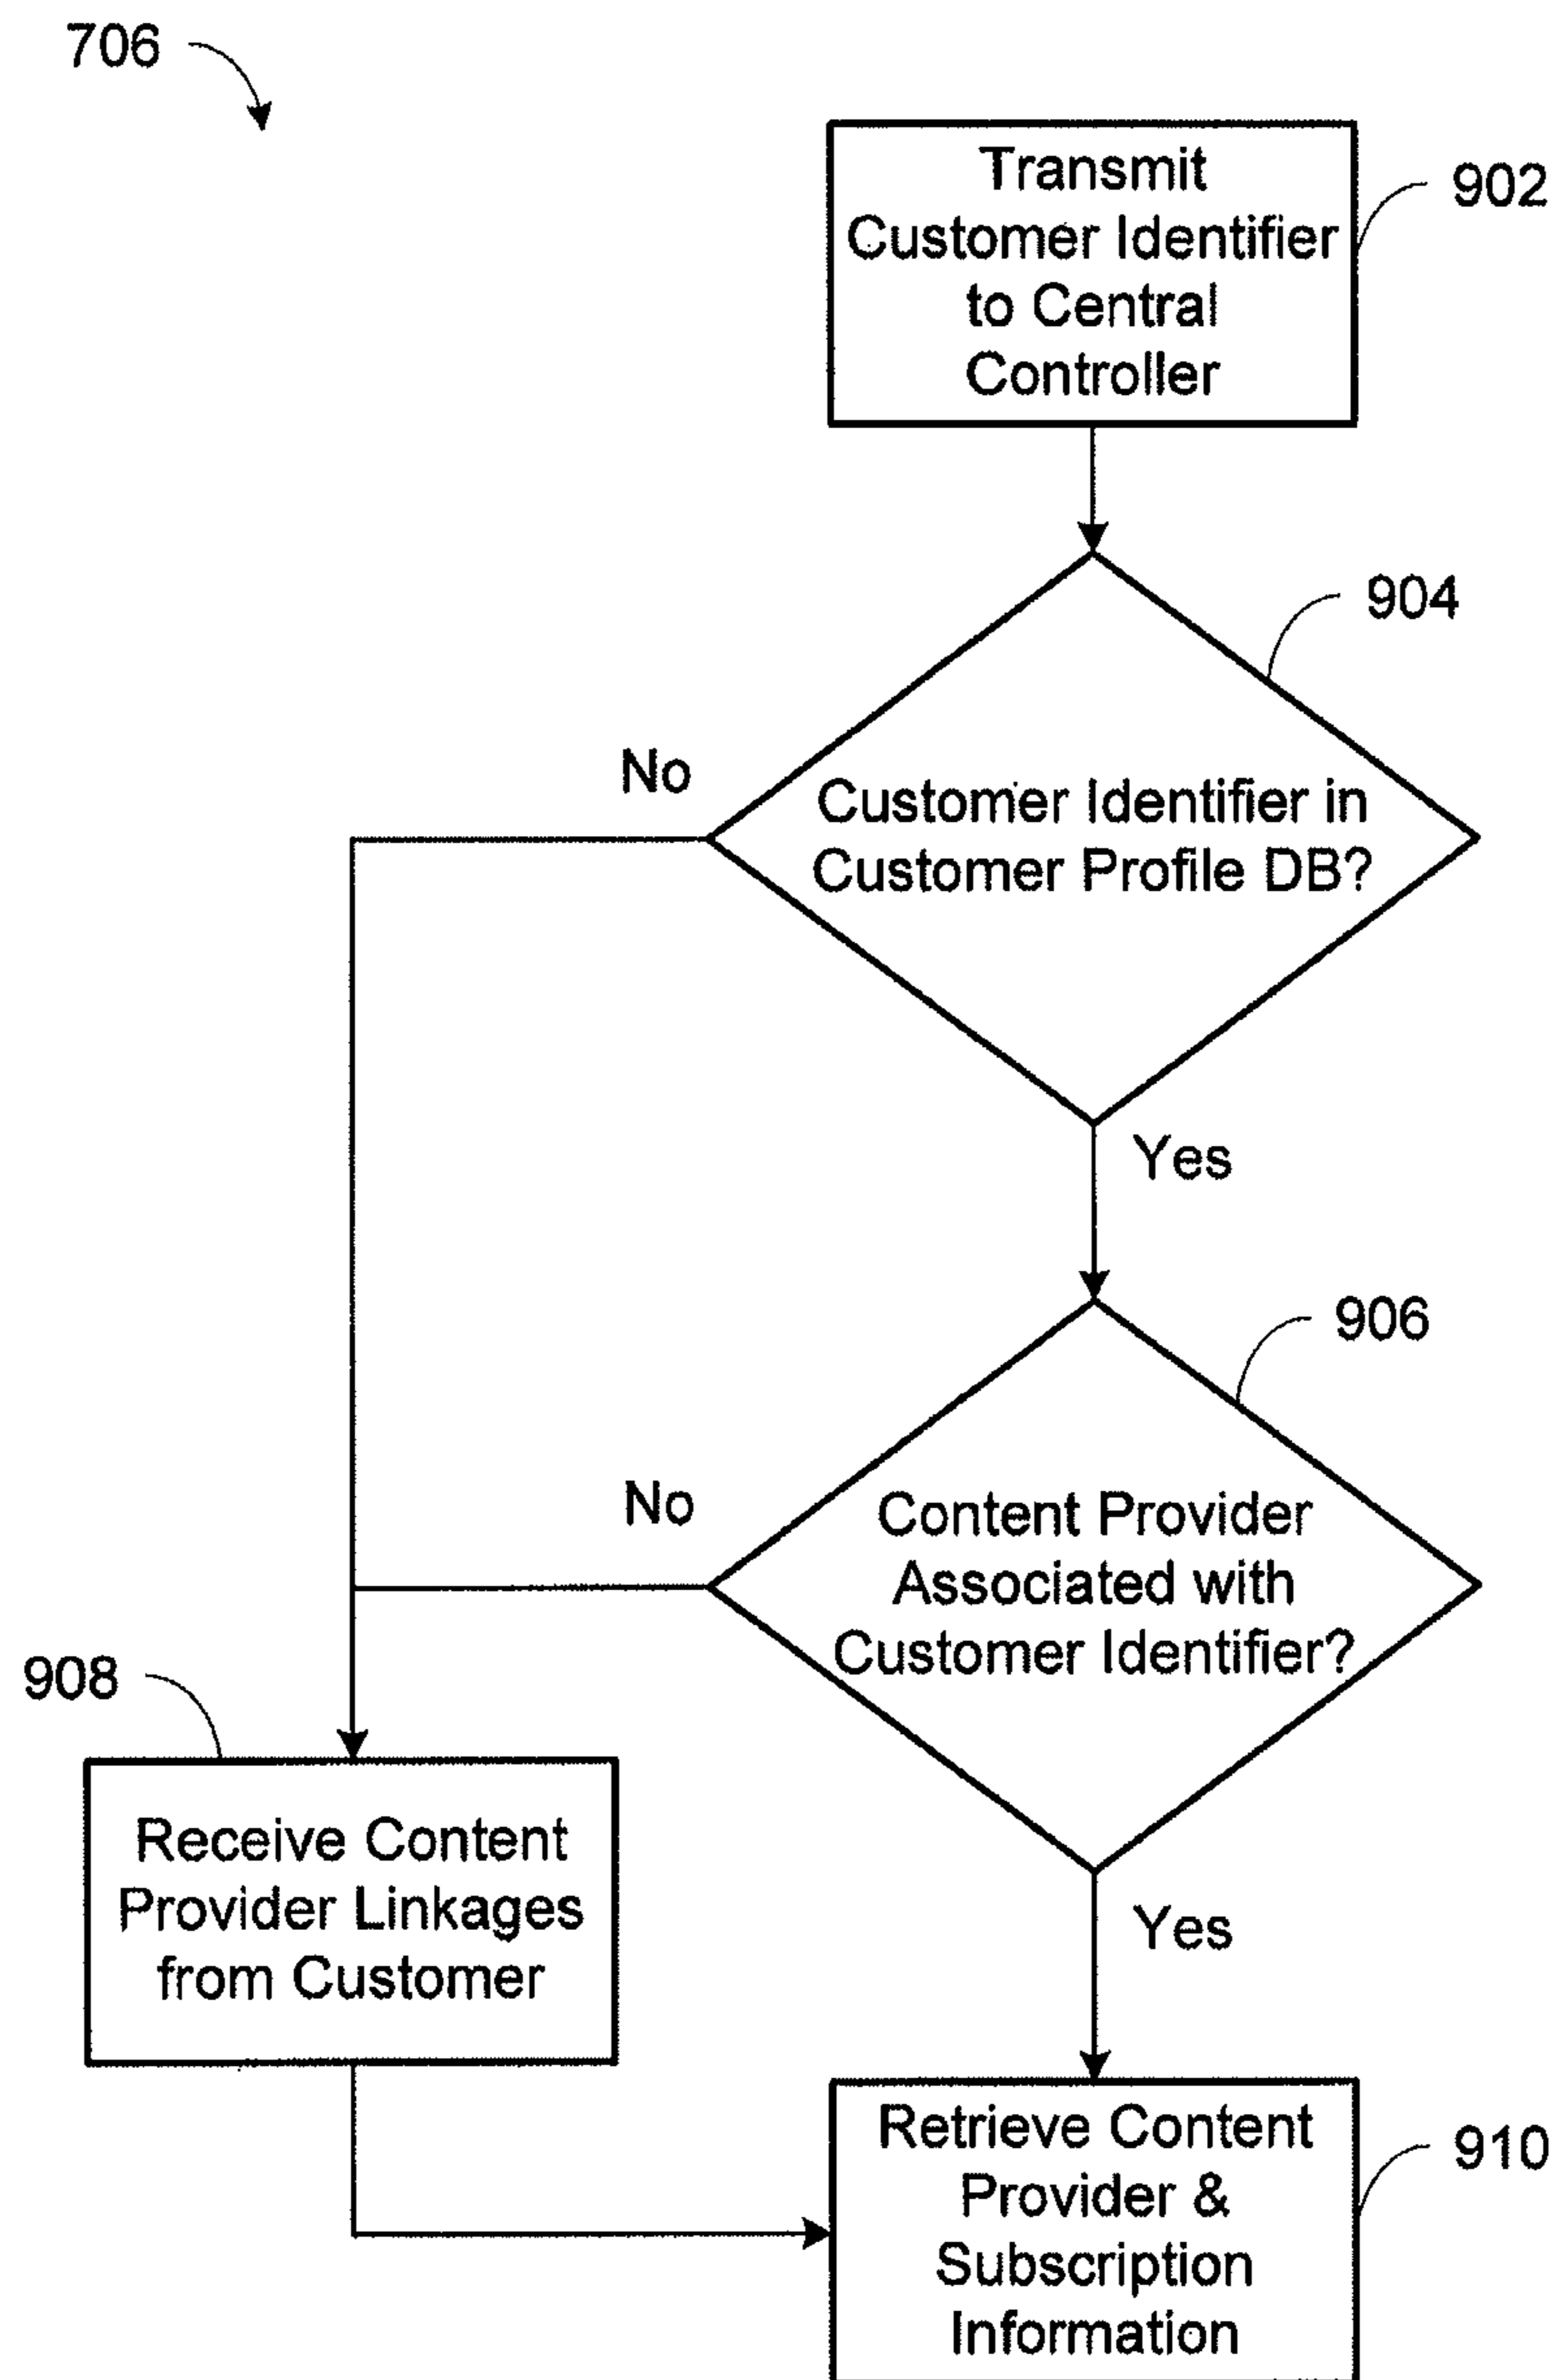 706
Transmit
Customer Identifier
to Central
Controller
902
904
No
Customer Identifier in
Customer Profile DB?
Yes
906
No
Content Provider
Associated with
Customer Identifier?
908
Receive Content
Provider Linkages
from Customer
Yes
Retrieve Content
Provider &
Subscription
Information
910